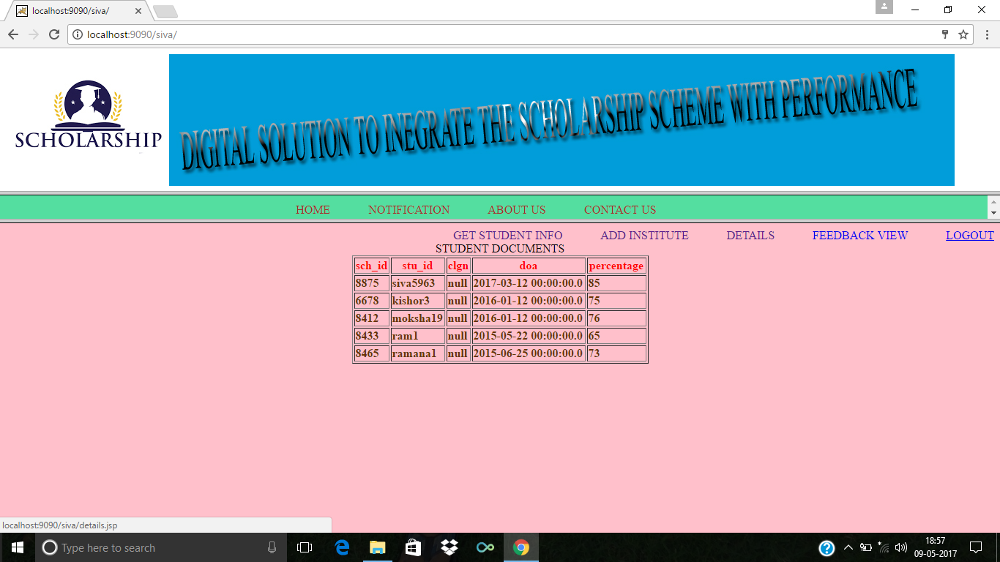 localhost:9090/siva/
localhost:9090/siva/
SCHOLARSHIP
DIGITAL SOLUTION TO INEGRATE THE SCHOLARSHIP SCHEME WITH PERFORMANCE
HOME NOTIFICATION ABOUT US CONTACT US
GET STUDENT INFO ADD INSTITUTE DETAILS FEEDBACK VIEW LOGOUT
STUDENT DOCUMENTS
sch_id stu_id clgn doa percentage
8875 siva5963 null 2017-03-12 00:00:00.0 85
6678 kishor3 null 2016-01-12 00:00:00.0 75
8412 moksha19 null 2016-01-12 00:00:00.0 76
8433 ram1 null 2015-05-22 00:00:00.0 65
8465 ramana1 null 2015-06-25 00:00:00.0 73
localhost:9090/siva/details.jsp
Type here to search
18:57
09-05-2017